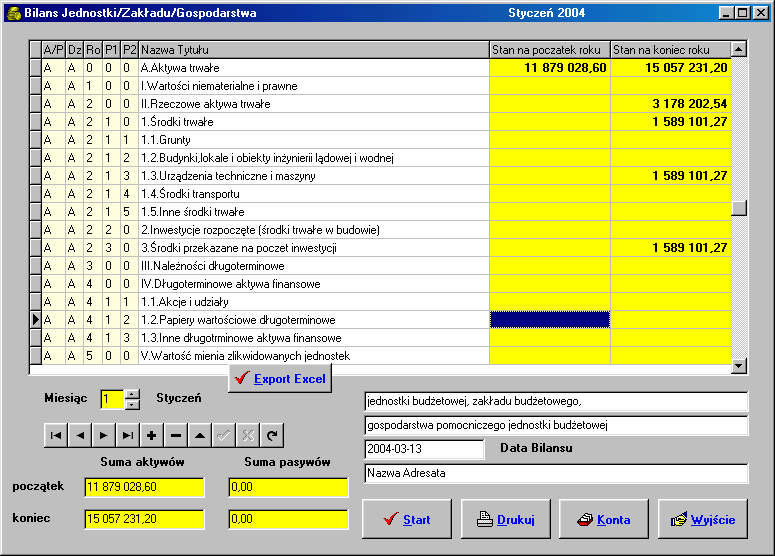 Bilans Jednostki/Zakładu/Gospodarstwa Styczeń 2004
A/P Dz Ro P1 P2 Nazwa Tytułu Stan na początek roku Stan na koniec roku
A A 0 0 0 A.Aktywa trwałe 11 879 028,60 15 057 231,20
A A 1 0 0 I.Wartości niematerialne i prawne
A A 2 0 0 II.Rzeczowe aktywa trwałe 3 178 202,54
A A 2 1 0 1.Środki trwałe 1 589 101,27
A A 2 1 1 1.1.Grunty
A A 2 1 2 1.2.Budynki,lokale i obiekty inżynierii lądowej i wodnej
A A 2 1 3 1.3.Urządzenia techniczne i maszyny 1 589 101,27
A A 2 1 4 1.4.Środki transportu
A A 2 1 5 1.5.Inne środki trwałe
A A 2 2 0 2.Inwestycje rozpoczęte (środki trwałe w budowie)
A A 2 3 0 3.Środki przekazane na poczet inwestycji 1 589 101,27
A A 3 0 0 III.Należności długoterminowe
A A 4 0 0 IV.Długoterminowe aktywa finansowe
A A 4 1 1 1.1.Akcje i udziały
A A 4 1 2 1.2.Papiery wartościowe długoterminowe
A A 4 1 3 1.3.Inne długotrminowe aktywa finansowe
A A 5 0 0 V.Wartość mienia zlikwidowanych jednostek
Export Excel
Miesiąc 1 Styczeń
jednostki budżetowej, zakładu budżetowego,
gospodarstwa pomocniczego jednostki budżetowej
2004-03-13 Data Bilansu
Nazwa Adresata
Suma aktywów Suma pasywów
początek 11 879 028,60 0,00
koniec 15 057 231,20 0,00
Start Drukuj Konta Wyjście